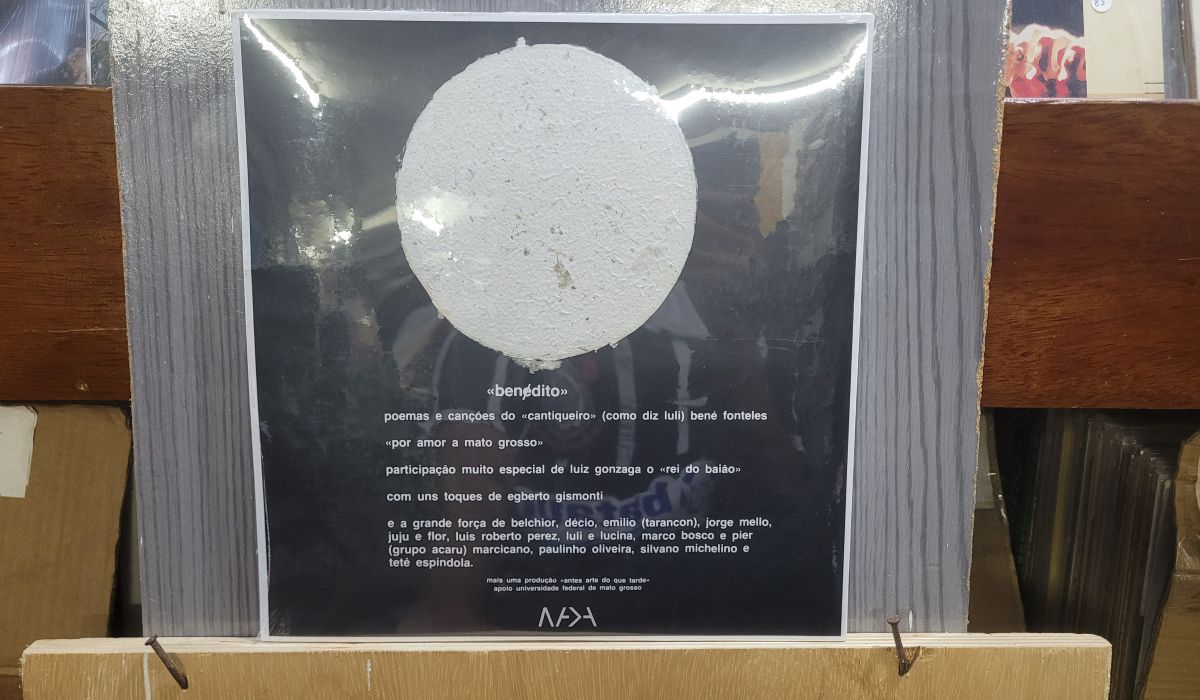 «benédito»
poemas e canções do «cantiqueiro» (como diz luli) bené fonteles
«por amor a mato grosso»
participação muito especial de luiz gonzaga o «rei do baião»
com uns toques de egberto gismonti
e a grande força de belchior, décio, emilio (tarancon), jorge mello,
juju e flor, luis roberto perez, luli e lucina, marco bosco e pier
(grupo acaru) marcicano, paulinho oliveira, silvano michelino e
tetê espindola.
mais uma produção «antes arte do que tarde»
apoio universidade federal de mato grosso
85